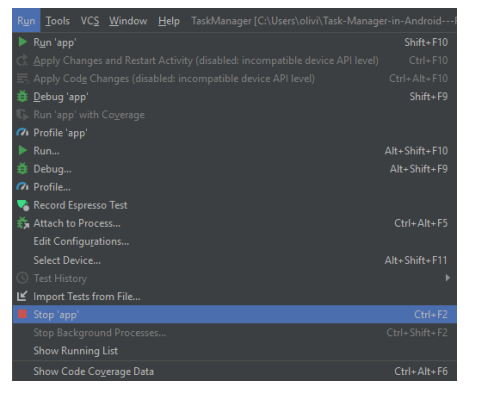 Run Tools VCS Window Help TaskManager [C:\Users\olivi\Task-Manager-in-Android---
Run 'app' Shift+F10
Apply Changes and Restart Activity (disabled: incompatible device API level) Ctrl+F10
Apply Code Changes (disabled: incompatible device API level) Ctrl+Alt+F10
Debug 'app' Shift+F9
Run 'app' with Coverage
Profile 'app'
Run... Alt+Shift+F10
Debug... Alt+Shift+F9
Profile...
Record Espresso Test
Attach to Process... Ctrl+Alt+F5
Edit Configurations...
Select Device... Alt+Shift+F11
Test History
Import Tests from File...
Stop 'app' Ctrl+F2
Stop Background Processes... Ctrl+Shift+F2
Show Running List
Show Code Coverage Data Ctrl+Alt+F6